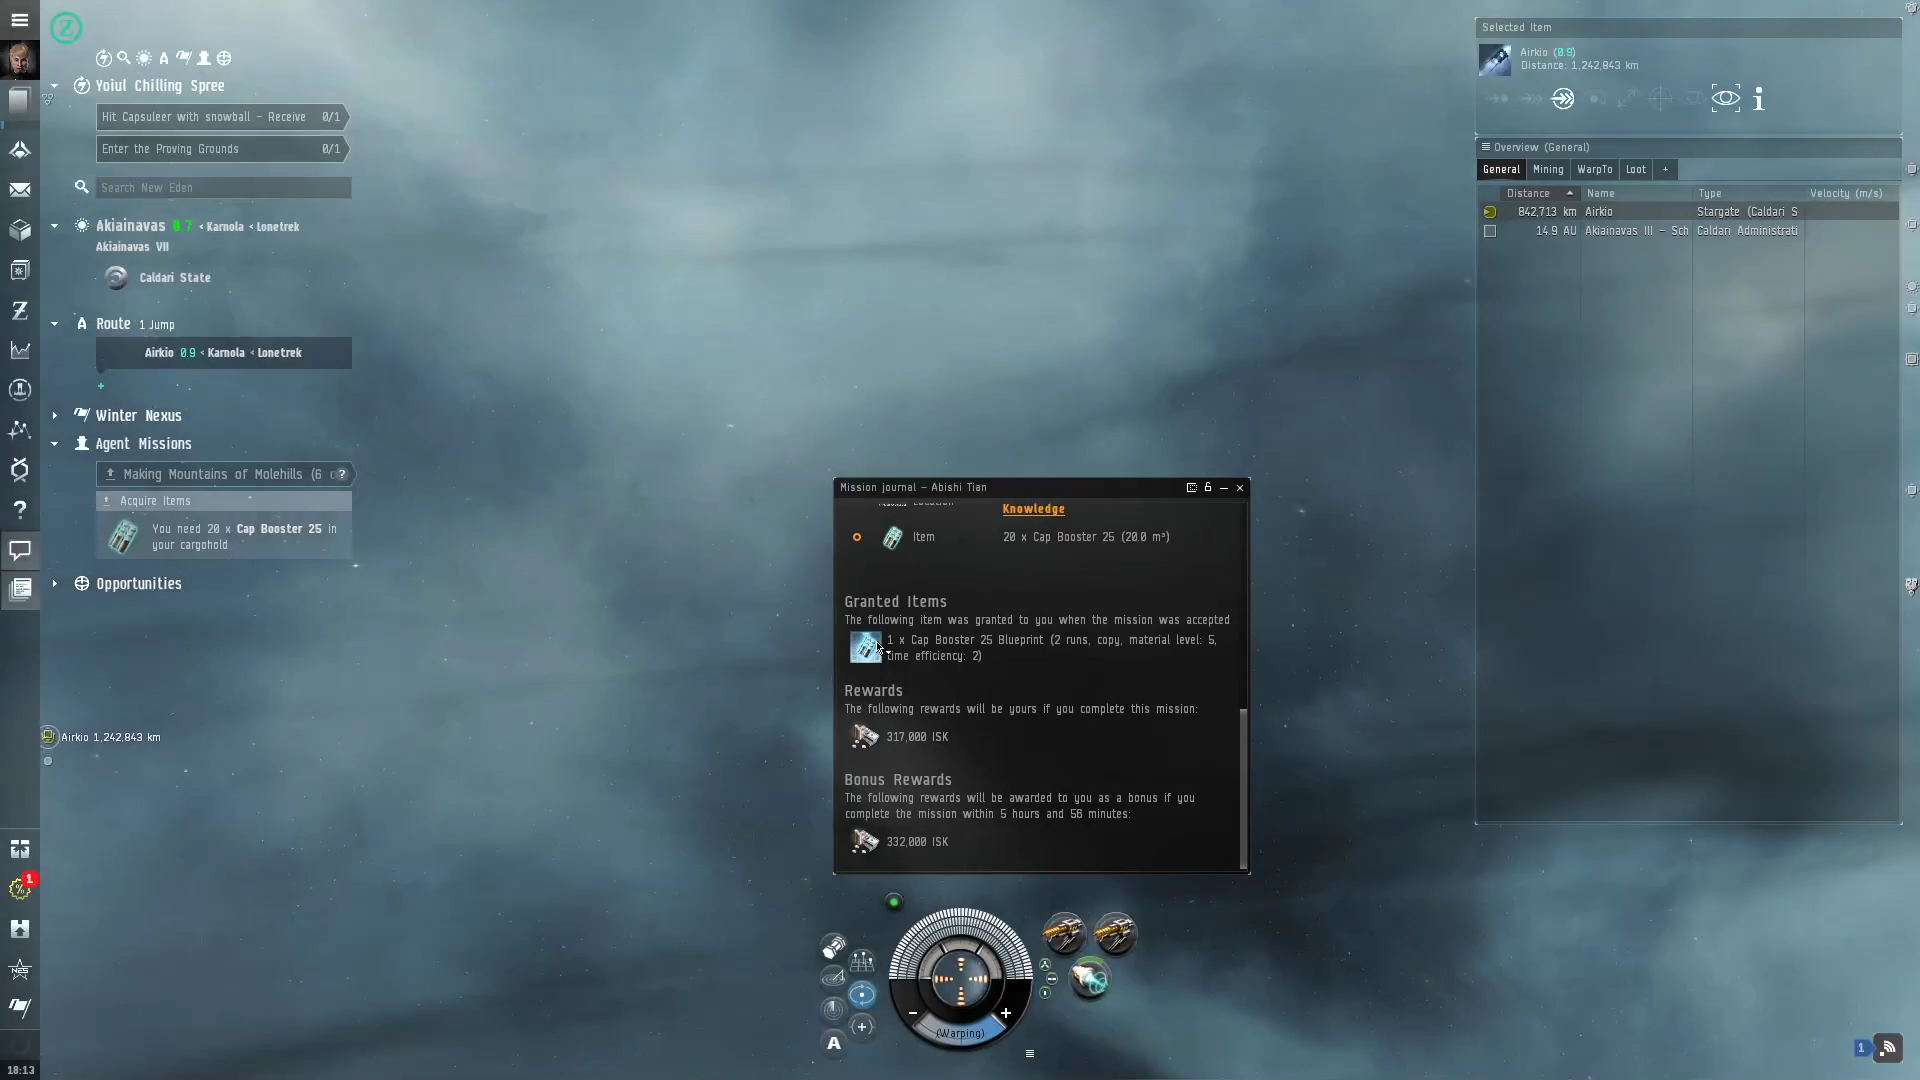 Yoiul Chilling Spree
Hit Capsuleer with snowball - Receive 0/1
Enter the Proving Grounds 0/1
Search New Eden
Akiainavas 0.7 < Karnola < Lonetrek
Akiainavas VII
Caldari State
Route 1 Jump
Airkio 0.9 < Karnola < Lonetrek
+
Winter Nexus
Agent Missions
Making Mountains of Molehills (6
?
Acquire Items
You need 20 x Cap Booster 25 in
your cargohold
Opportunities
Airkio 1,242,843 km
1
NES
18:13
Mission journal - Abishi Tian
Knowledge
Item 20 x Cap Booster 25 (20.0 m³)
Granted Items
The following item was granted to you when the mission was accepted
1 x Cap Booster 25 Blueprint (2 runs, copy, material level: 5,
time efficiency: 2)
Rewards
The following rewards will be yours if you complete this mission:
317,000 ISK
Bonus Rewards
The following rewards will be awarded to you as a bonus if you
complete the mission within 5 hours and 56 minutes:
332,000 ISK
(Warping)
A
Selected Item
Airkio (0.9)
Distance: 1,242,843 km
Overview (General)
General Mining WarpTo Loot +
Distance Name Type Velocity (m/s)
842,713 km Airkio Stargate (Caldari S
14.9 AU Akiainavas III - Sch Caldari Administrati
1